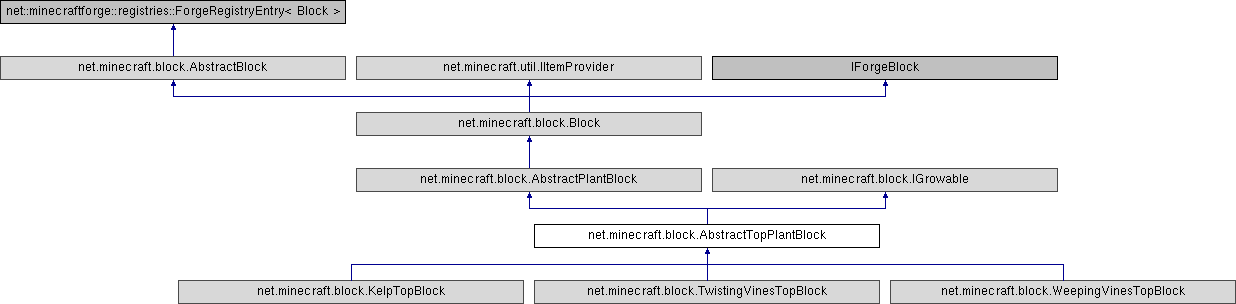 net::minecraftforge::registries::ForgeRegistryEntry< Block >
net.minecraft.block.AbstractBlock
net.minecraft.util.IItemProvider
IForgeBlock
net.minecraft.block.Block
net.minecraft.block.AbstractPlantBlock
net.minecraft.block.IGrowable
net.minecraft.block.AbstractTopPlantBlock
net.minecraft.block.KelpTopBlock
net.minecraft.block.TwistingVinesTopBlock
net.minecraft.block.WeepingVinesTopBlock